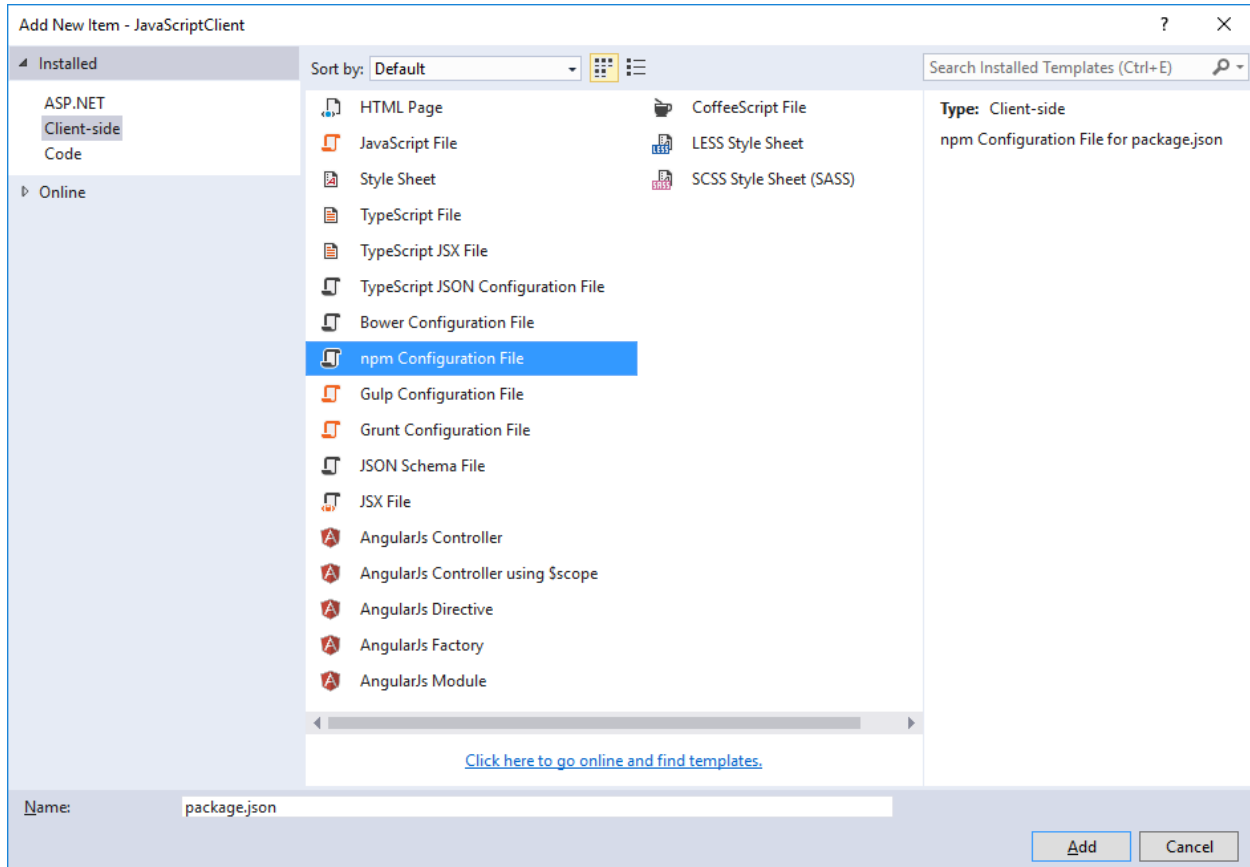 Add New Item - JavaScriptClient
?
Installed
ASP.NET
Client-side
Code
Online
Sort by: Default
Search Installed Templates (Ctrl+E)
HTML Page
JavaScript File
Style Sheet
TypeScript File
TypeScript JSX File
TypeScript JSON Configuration File
Bower Configuration File
npm Configuration File
Gulp Configuration File
Grunt Configuration File
JSON Schema File
JSX File
AngularJs Controller
AngularJs Controller using $scope
AngularJs Directive
AngularJs Factory
AngularJs Module
CoffeeScript File
LESS Style Sheet
SCSS Style Sheet (SASS)
Type: Client-side
npm Configuration File for package.json
Click here to go online and find templates.
Name: package.json
Add Cancel